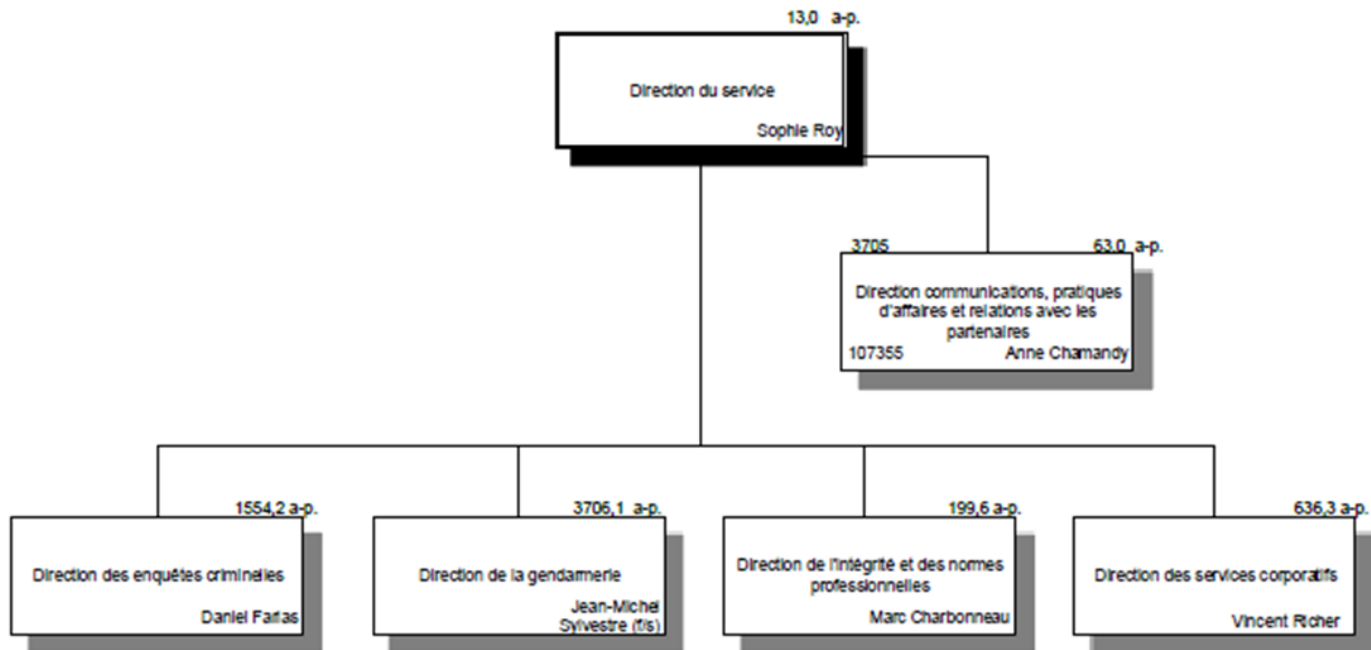 13,0 a-p.
Direction du service
Sophie Roy
3705 63,0 a-p.
Direction communications, pratiques
d'affaires et relations avec les
partenaires
107355 Anne Chamandy
1554,2 a-p.
Direction des enquêtes criminelles
Daniel Farias
3706,1 a-p.
Direction de la gendarmerie
Jean-Michel
Sylvestre (f/s)
199,6 a-p.
Direction de l'intégrité et des normes
professionnelles
Marc Charbonneau
636,3 a-p.
Direction des services corporatifs
Vincent Richer